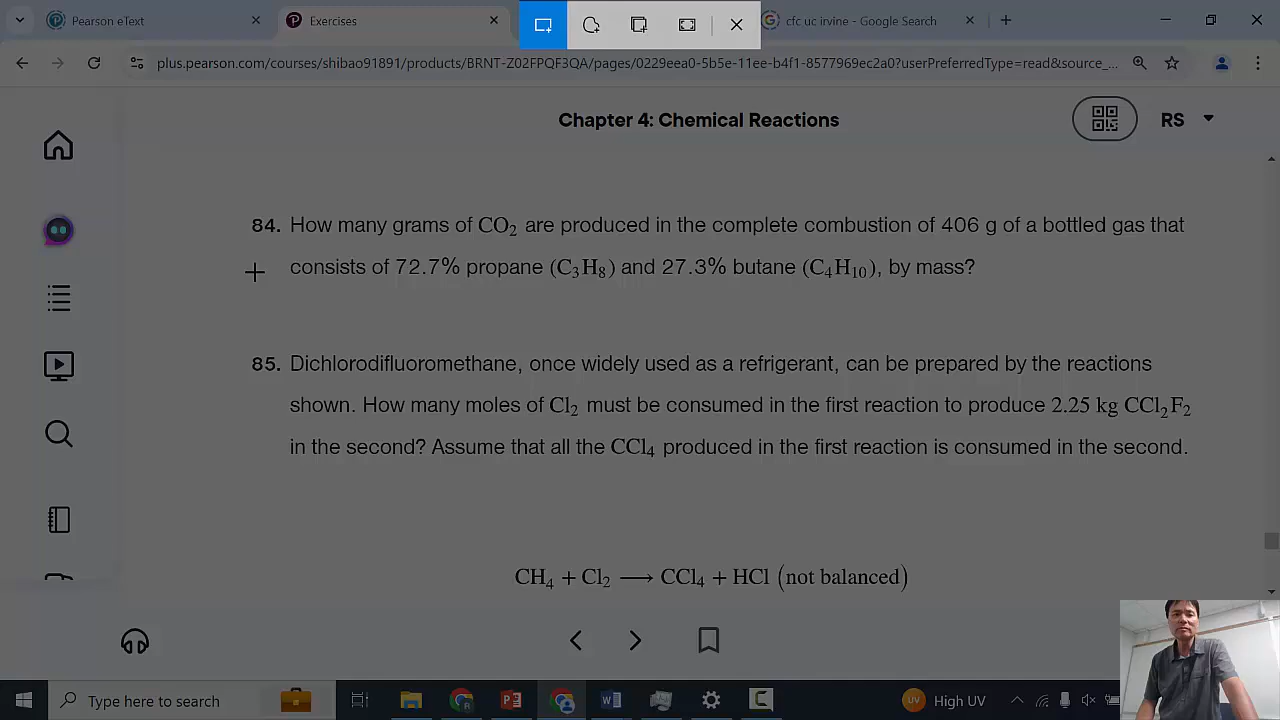 Pearson eText
Exercises
cfc uc irvine - Google Search
plus.pearson.com/courses/shibao91891/products/BRNT-Z02FPQF3QA/pages/0229eea0-5b5e-11ee-b4f1-8577969ec2a0?userPreferredType=read&source_...
Chapter 4: Chemical Reactions
RS
84. How many grams of CO₂ are produced in the complete combustion of 406 g of a bottled gas that
consists of 72.7% propane (C₃H₈) and 27.3% butane (C₄H₁₀), by mass?
85. Dichlorodifluoromethane, once widely used as a refrigerant, can be prepared by the reactions
shown. How many moles of Cl₂ must be consumed in the first reaction to produce 2.25 kg CCl₂F₂
in the second? Assume that all the CCl₄ produced in the first reaction is consumed in the second.
CH₄ + Cl₂ ⟶ CCl₄ + HCl (not balanced)
Type here to search
High UV